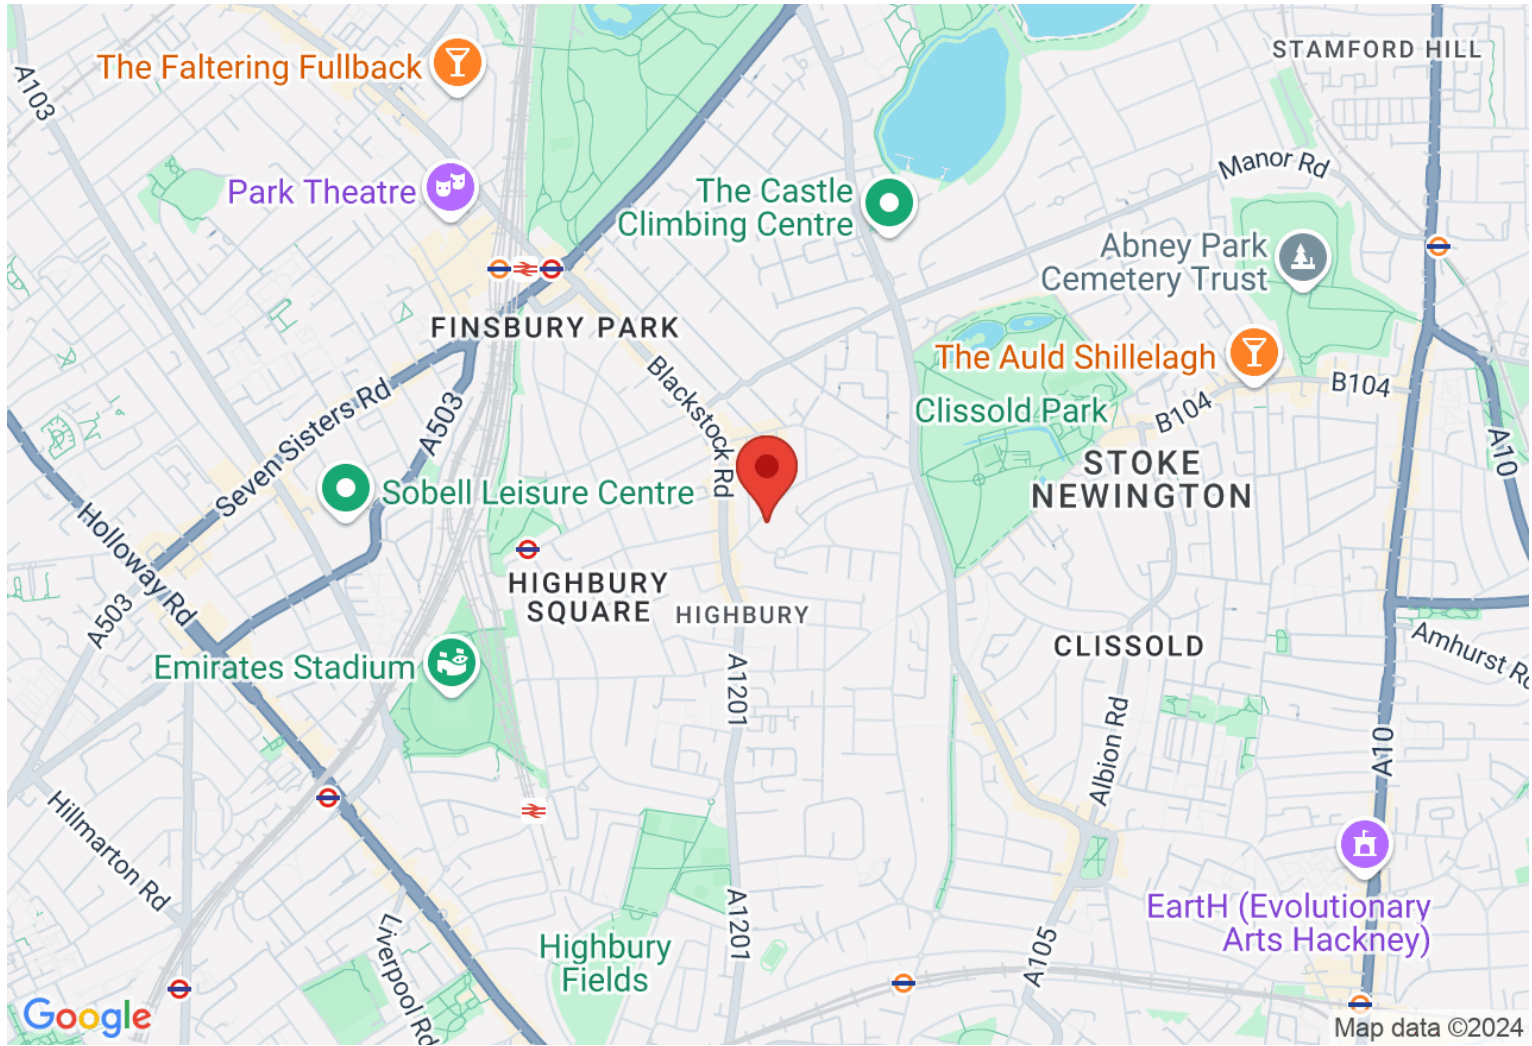 STAMFORD HILL
The Faltering Fullback
A103
Manor Rd
Park Theatre
The Castle
Climbing Centre
Abney Park
Cemetery Trust
FINSBURY PARK
The Auld Shillelagh
Blackstock Rd
B104
B104
Seven Sisters Rd
A503
Clissold Park
A10
STOKE
NEWINGTON
Sobell Leisure Centre
Holloway Rd
HIGHBURY
SQUARE
HIGHBURY
A503
CLISSOLD
Amhurst Rd
Emirates Stadium
A1201
Albion Rd
A10
Hillmarton Rd
EartH (Evolutionary
Arts Hackney)
A1201
Liverpool Rd
Highbury
Fields
A105
Google
Map data ©2024